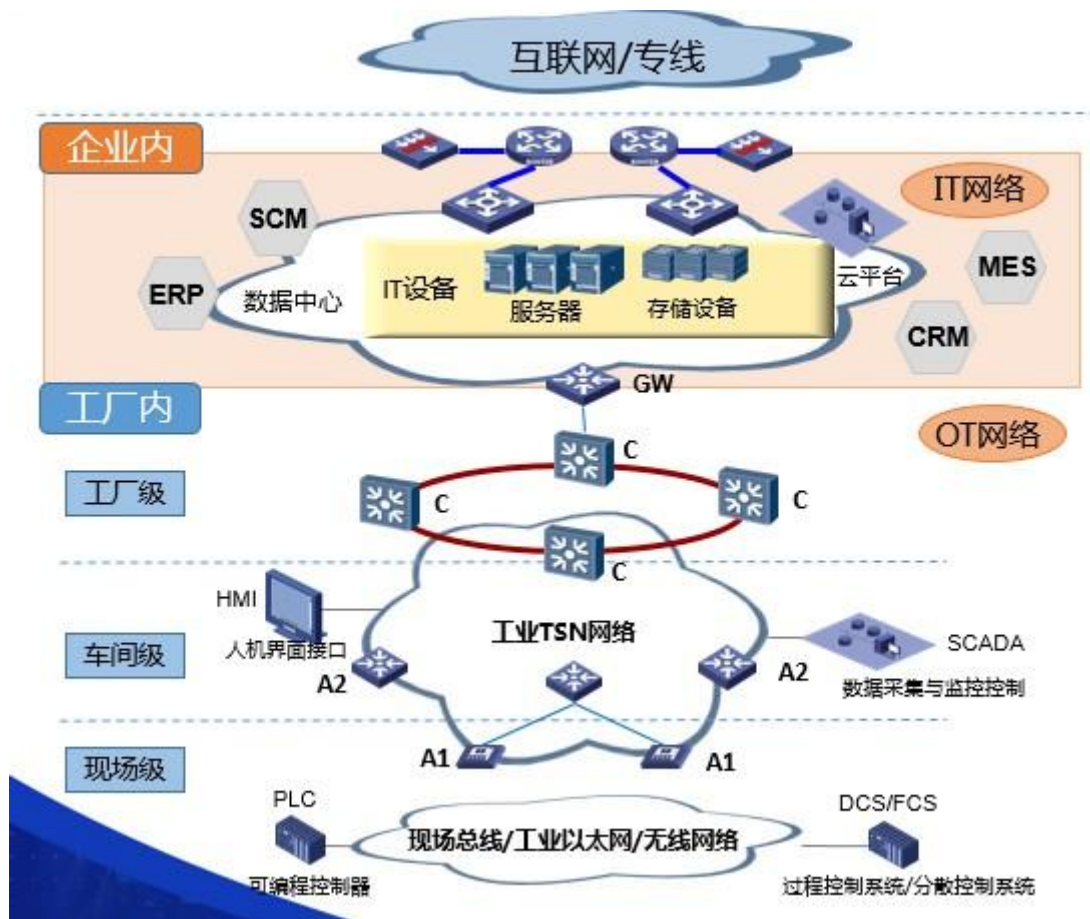 互联网/专线
企业内
IT网络
SCM
ERP
MES
CRM
IT设备
数据中心
服务器
存储设备
云平台
GW
工厂内
OT网络
C
工厂级
C
C
C
HMI
人机界面接口
工业TSN网络
SCADA
车间级
A2
A2
数据采集与监控控制
现场级
A1
A1
PLC
DCS/FCS
现场总线/工业以太网/无线网络
可编程控制器
过程控制系统/分散控制系统